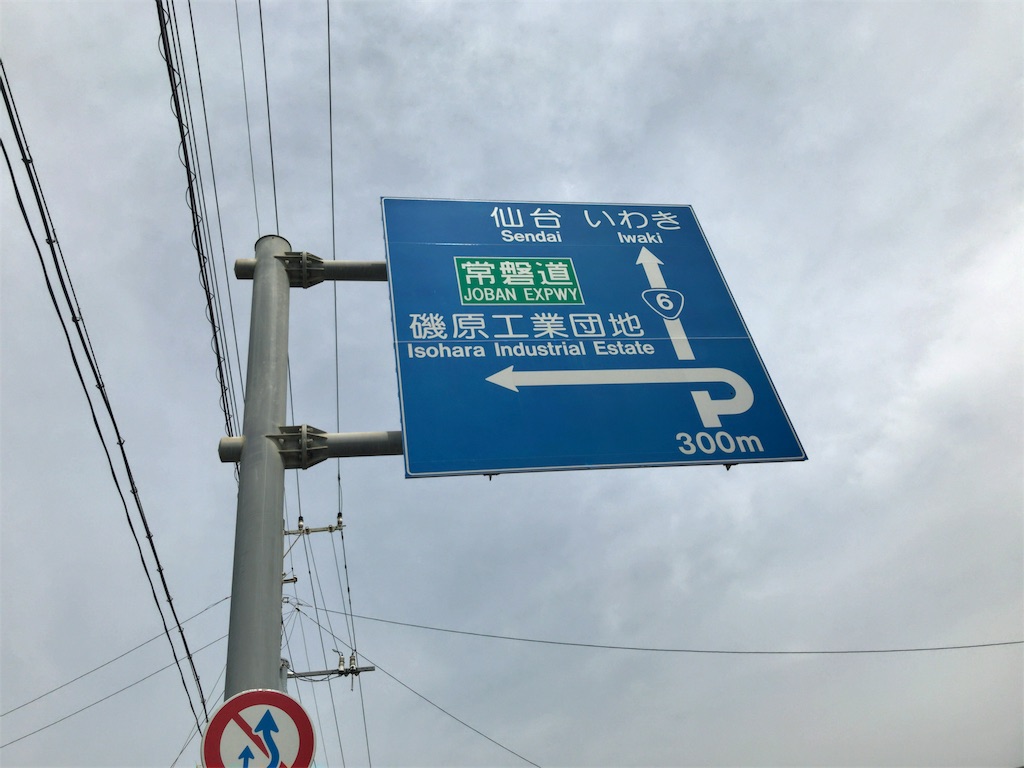 仙台 いわき
Sendai Iwaki
常磐道
JOBAN EXPWY
6
磯原工業団地
Isohara Industrial Estate
300m